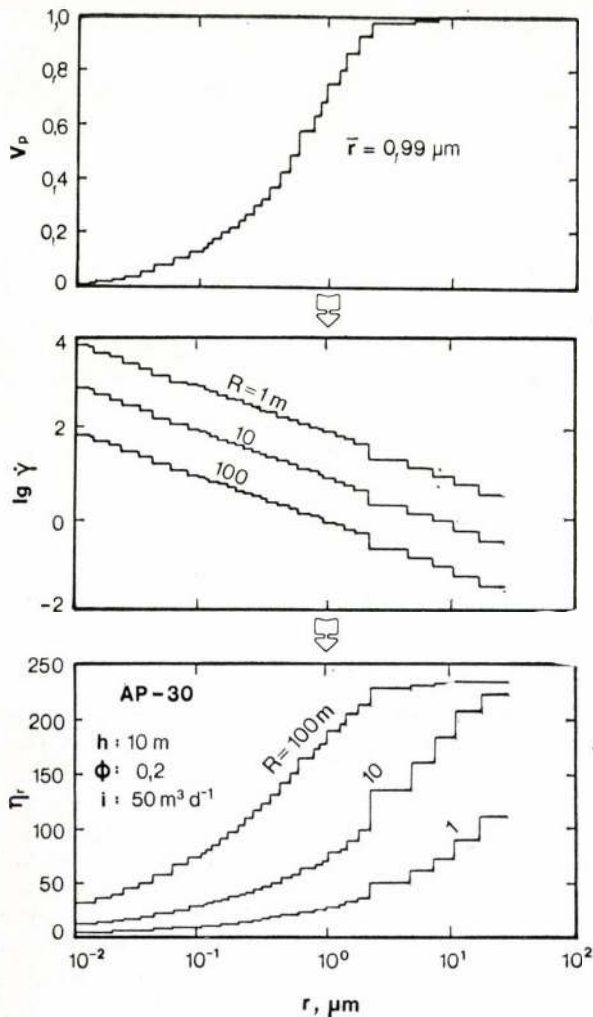 1,0
0,8
0,6
0,4
0,2
0
Vp
r̄ = 0,99 µm
4
2
0
-2
lg γ̇
R = 1 m
10
100
250
200
150
100
50
0
ηr
AP-30
h : 10 m
Φ : 0,2
i : 50 m³ d⁻¹
R = 100 m
10
1
10⁻² 10⁻¹ 10⁰ 10¹ 10²
r, µm